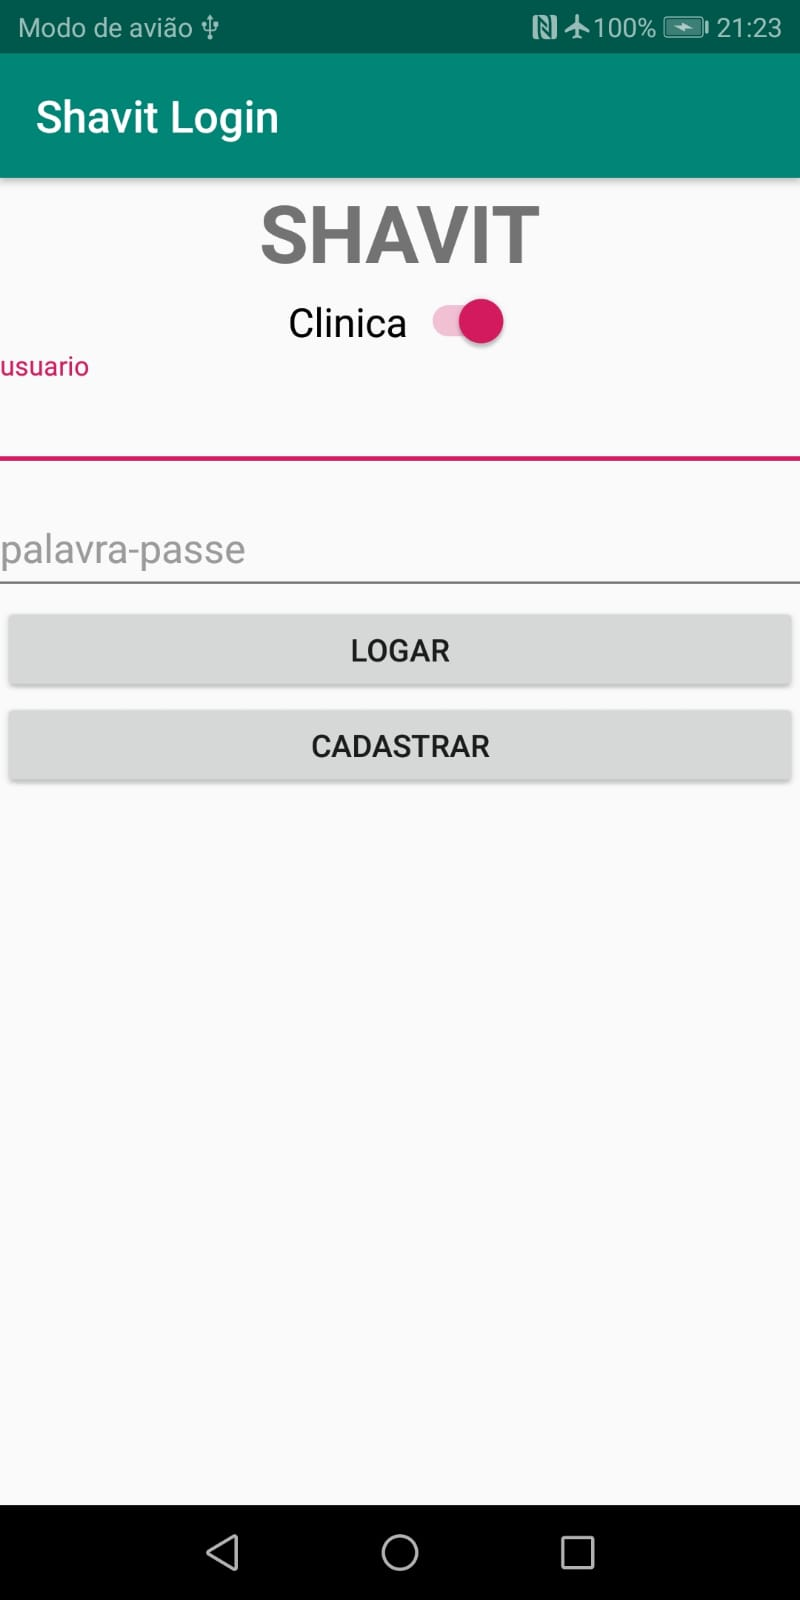 Modo de avião 100% 21:23
Shavit Login
SHAVIT
Clinica
usuario
palavra-passe
LOGAR
CADASTRAR